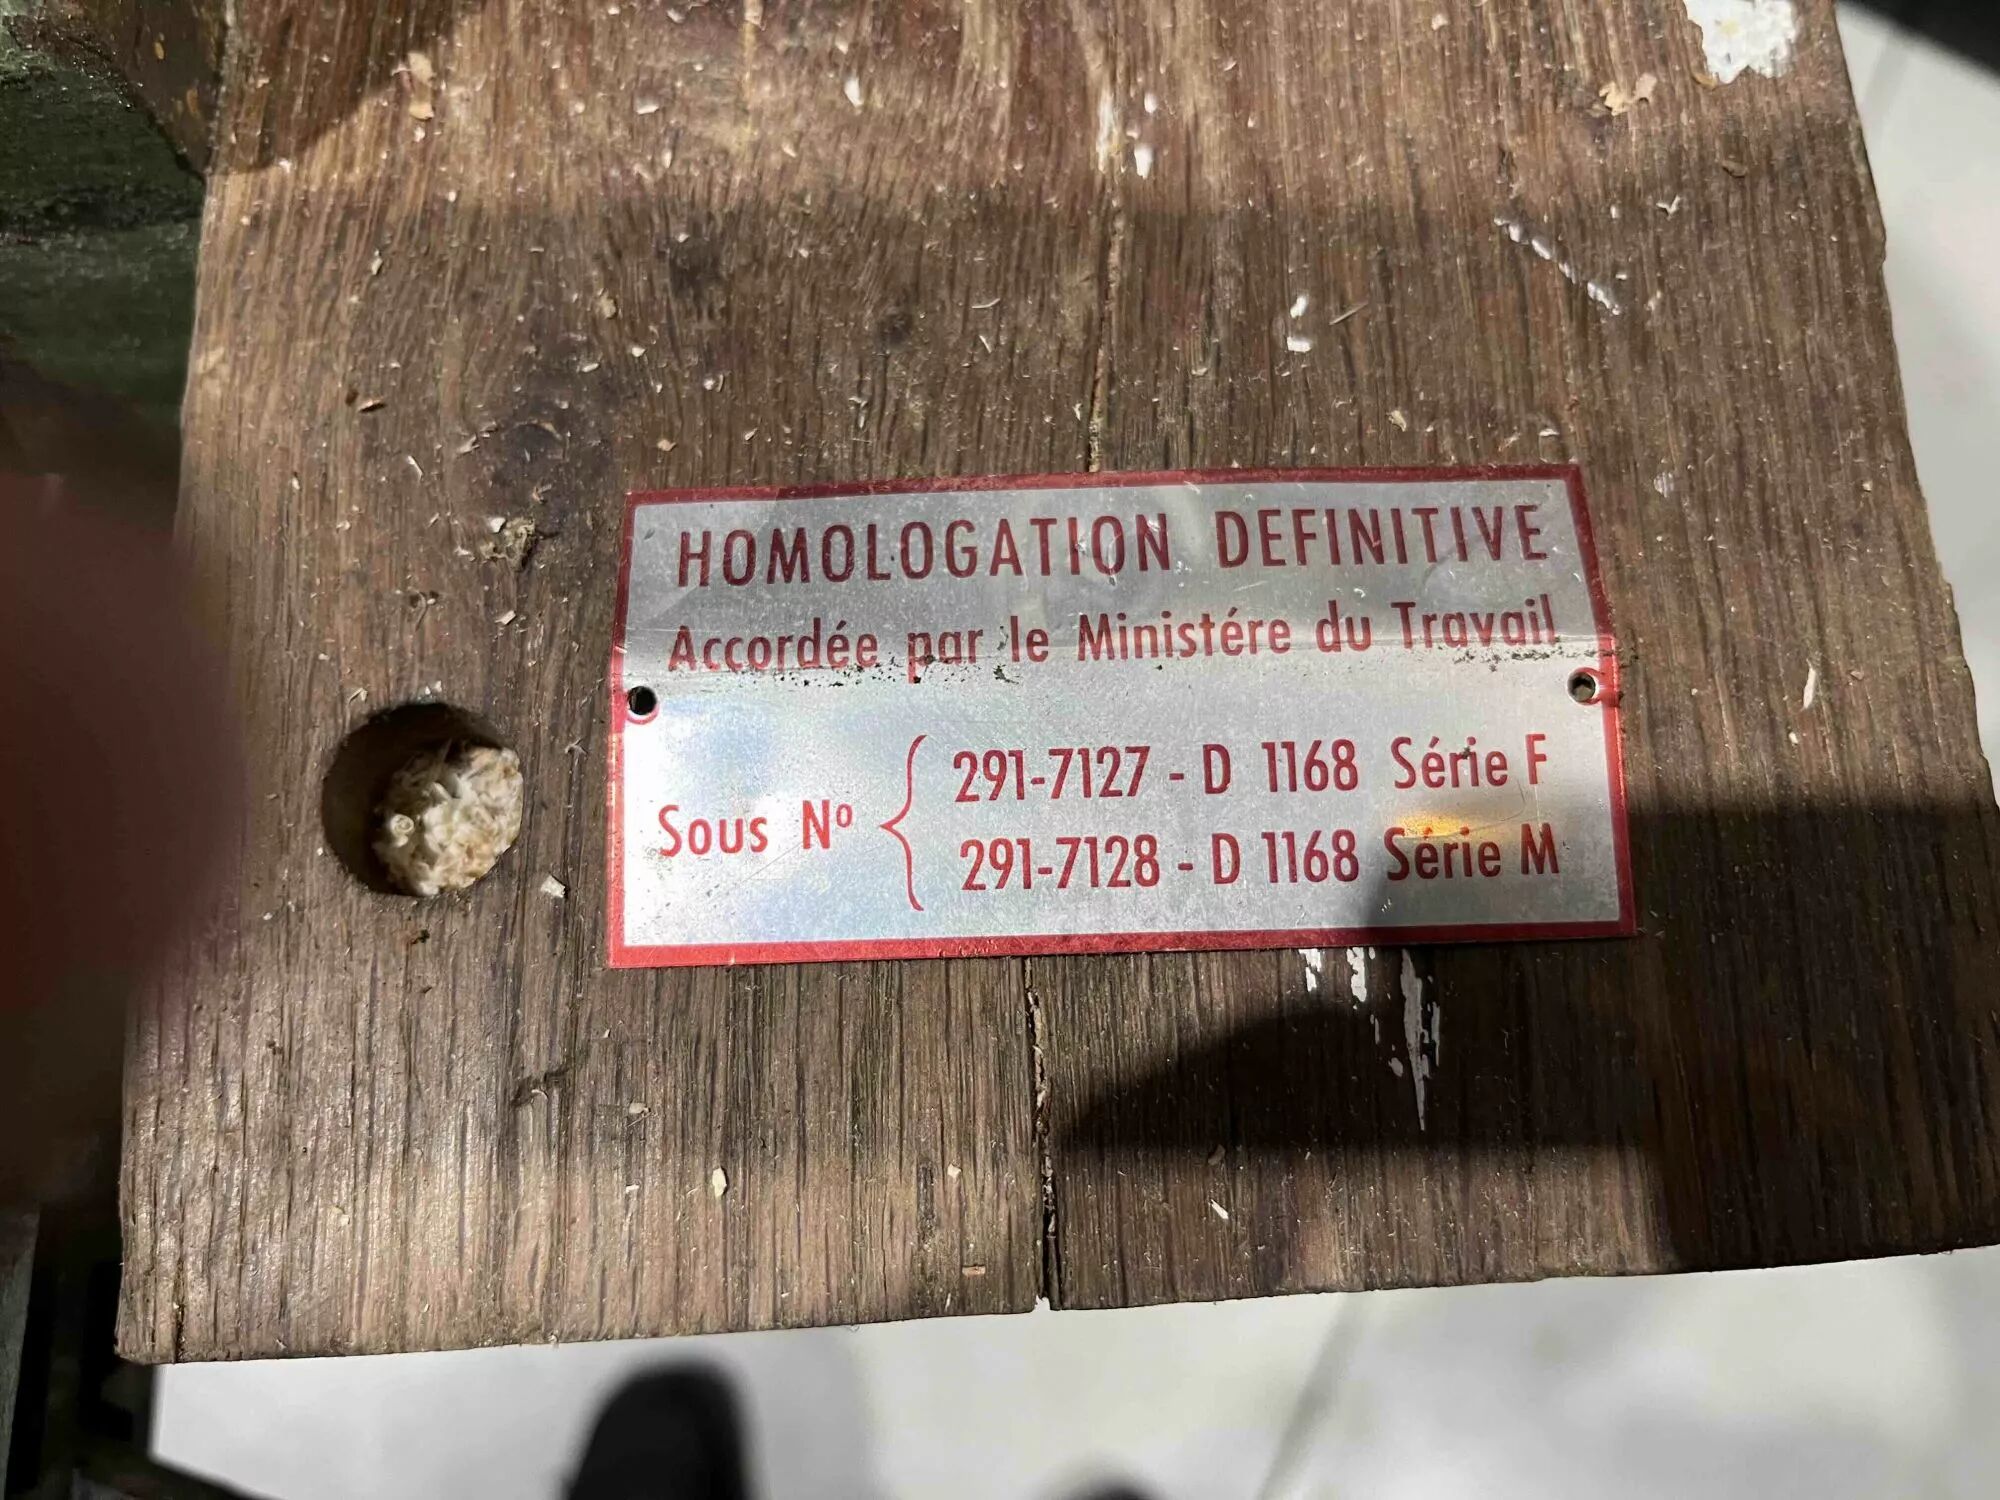 HOMOLOGATION DEFINITIVE
Accordée par le Ministére du Travail
Sous Nº { 291-7127 - D 1168 Série F
291-7128 - D 1168 Série M